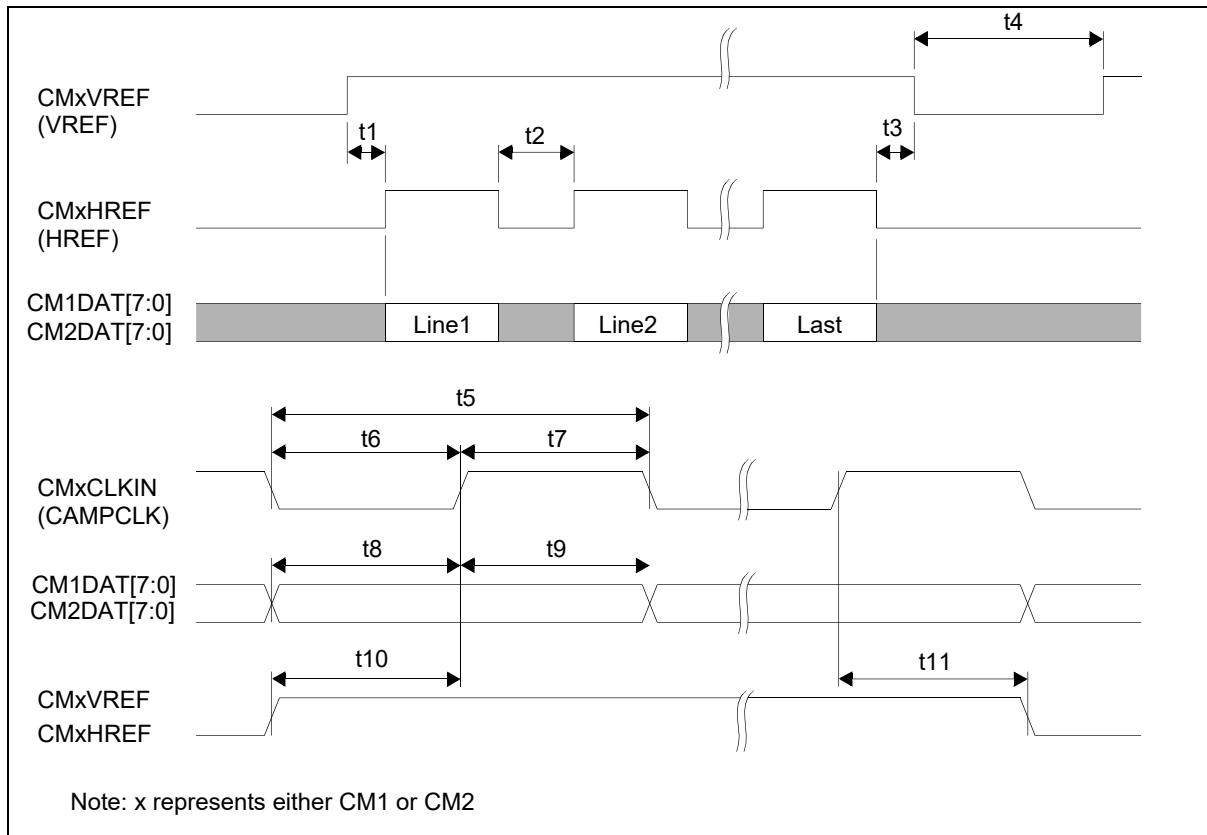 t4
CMxVREF
(VREF)
t1
t2
t3
CMxHREF
(HREF)
CM1DAT[7:0]
CM2DAT[7:0]
Line1
Line2
Last
t5
t6
t7
CMxCLKIN
(CAMPCLK)
t8
t9
CM1DAT[7:0]
CM2DAT[7:0]
t10
t11
CMxVREF
CMxHREF
Note: x represents either CM1 or CM2